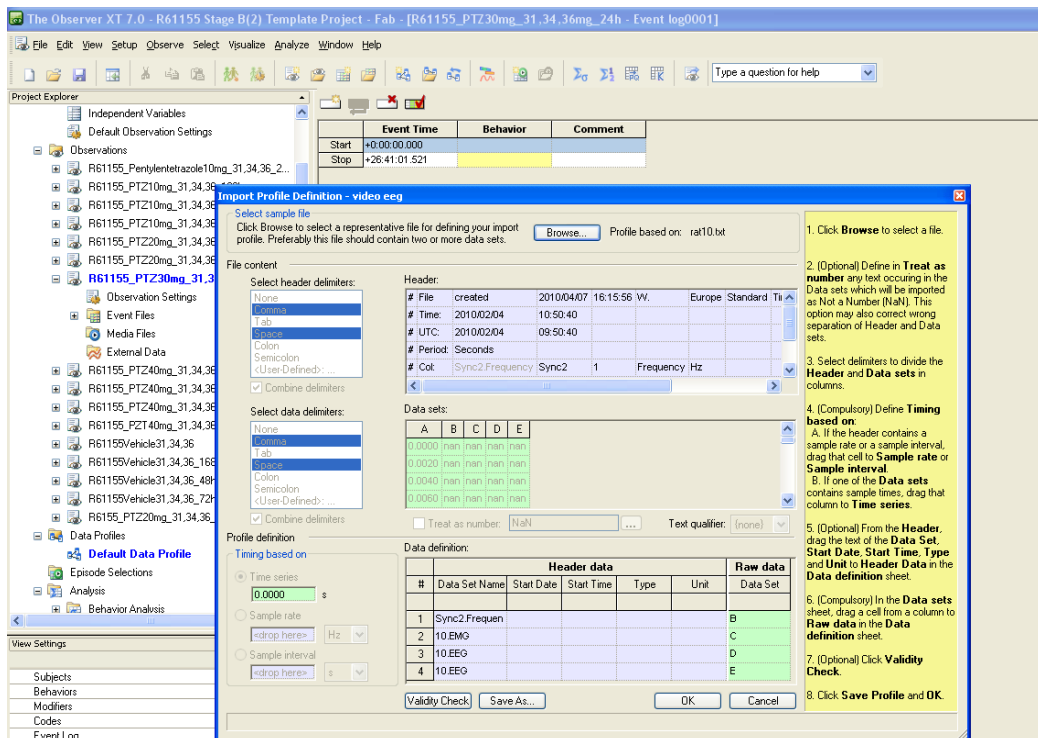 The Observer XT 7.0 - R61155 Stage B(2) Template Project - Fab - [R61155_PTZ30mg_31,34,36mg_24h - Event log0001]
File Edit View Setup Observe Select Visualize Analyze Window Help
Type a question for help
Project Explorer
Independent Variables
Default Observation Settings
Observations
R61155_Pentylentetrazole10mg_31,34,36_2...
R61155_PTZ10mg_31,34,36
R61155_PTZ10mg_31,34,36
R61155_PTZ10mg_31,34,36
R61155_PTZ20mg_31,34,36
R61155_PTZ20mg_31,34,36
R61155_PTZ30mg_31,3
Observation Settings
Event Files
Media Files
External Data
R61155_PTZ40mg_31,34,36
R61155_PTZ40mg_31,34,36
R61155_PTZ40mg_31,34,36
R61155_PZT40mg_31,34,36
R61155Vehicle31,34,36
R61155Vehicle31,34,36_168
R61155Vehicle31,34,36_48h
R61155Vehicle31,34,36_72h
R6155_PTZ20mg_31,34,36_
Data Profiles
Default Data Profile
Episode Selections
Analysis
Behavior Analysis
View Settings
Subjects
Behaviors
Modifiers
Codes
Event Log
Event Time Behavior Comment
Start +0:00:00.000
Stop +26:41:01.521
Import Profile Definition - video eeg
Select sample file
Click Browse to select a representative file for defining your import
profile. Preferably this file should contain two or more data sets.
Browse...
Profile based on: rat10.txt
File content
Select header delimiters:
None
Comma
Tab
Space
Colon
Semicolon
<User-Defined>: ...
Combine delimiters
Header:
# File created 2010/04/07 16:15:56 W. Europe Standard Ti
# Time: 2010/02/04 10:50:40
# UTC: 2010/02/04 09:50:40
# Period: Seconds
# Col: Sync2.Frequency Sync2 1 Frequency Hz
Select data delimiters:
None
Comma
Tab
Space
Colon
Semicolon
<User-Defined>: ...
Combine delimiters
Data sets:
A B C D E
0.0000 nan nan nan nan
0.0020 nan nan nan nan
0.0040 nan nan nan nan
0.0060 nan nan nan nan
Treat as number: NaN ... Text qualifier: {none}
Profile definition
Timing based on
Time series
0.0000 s
Sample rate
<drop here> Hz
Sample interval
<drop here> s
Data definition:
Header data Raw data
# Data Set Name Start Date Start Time Type Unit Data Set
1 Sync2.Frequen B
2 10.EMG C
3 10.EEG D
4 10.EEG E
Validity Check Save As... OK Cancel
1. Click Browse to select a file.
2. (Optional) Define in Treat as
number any text occuring in the
Data sets which will be imported
as Not a Number (NaN). This
option may also correct wrong
separation of Header and Data
sets.
3. Select delimiters to divide the
Header and Data sets in
columns.
4. (Compulsory) Define Timing
based on:
A. If the header contains a
sample rate or a sample interval,
drag that cell to Sample rate or
Sample interval.
B. If one of the Data sets
contains sample times, drag that
column to Time series.
5. (Optional) From the Header,
drag the text of the Data Set,
Start Date, Start Time, Type
and Unit to Header Data in the
Data definition sheet.
6. (Compulsory) In the Data sets
sheet, drag a cell from a column to
Raw data in the Data
definition sheet.
7. (Optional) Click Validity
Check.
8. Click Save Profile and OK.